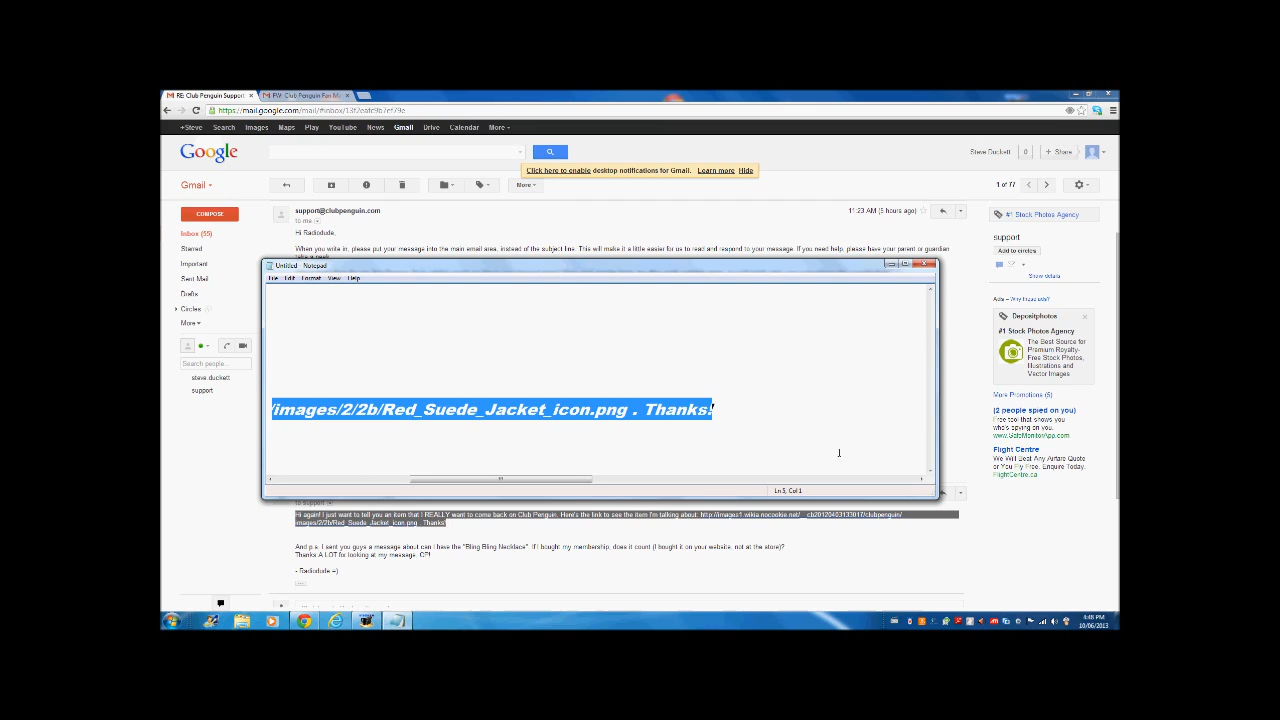 RE: Club Penguin Support
FW: Club Penguin Fan M
https://mail.google.com/mail/#inbox/13f2eafe9b7ef79e
+Steve Search Images Maps Play YouTube News Gmail Drive Calendar More
Google
Steve Duckett 0 + Share
Click here to enable desktop notifications for Gmail. Learn more Hide
Gmail
More
1 of 77
COMPOSE
Inbox (55)
Starred
Important
Sent Mail
Drafts
Circles
More
Search people...
steve.duckett
support
support@clubpenguin.com
11:23 AM (5 hours ago)
to me
Hi Radiodude,
When you write in, please put your message into the main email area, instead of the subject line. This will make it a little easier for us to read and respond to your message. If you need help, please have your parent or guardian
Untitled - Notepad
File Edit Format View Help
/images/2/2b/Red_Suede_Jacket_icon.png . Thanks!
Ln 5, Col 1
to support
Hi again! I just want to tell you an item that I REALLY want to come back on Club Penguin. Here's the link to see the item I'm talking about: http://images1.wikia.nocookie.net/__cb20120403133017/clubpenguin/
images/2/2b/Red_Suede_Jacket_icon.png . Thanks!
And p.s. I sent you guys a message about can I have the "Bling Bling Necklace". If I bought my membership, does it count (I bought it on your website, not at the store)?
Thanks A LOT for looking at my message, CP!
- Radiodude =)
#1 Stock Photos Agency
support
Add to circles
Show details
Ads – Why these ads?
Depositphotos
#1 Stock Photos Agency
The Best Source for
Premium Royalty-
Free Stock Photos,
Illustrations and
Vector Images
More Promotions (5)
(2 people spied on you)
Free tool that shows you
who's spying on you.
www.SafeMonitorApp.com
Flight Centre
We Will Beat Any Airfare Quote
or You Fly Free. Enquire Today.
FlightCentre.ca
4:48 PM
10/06/2013